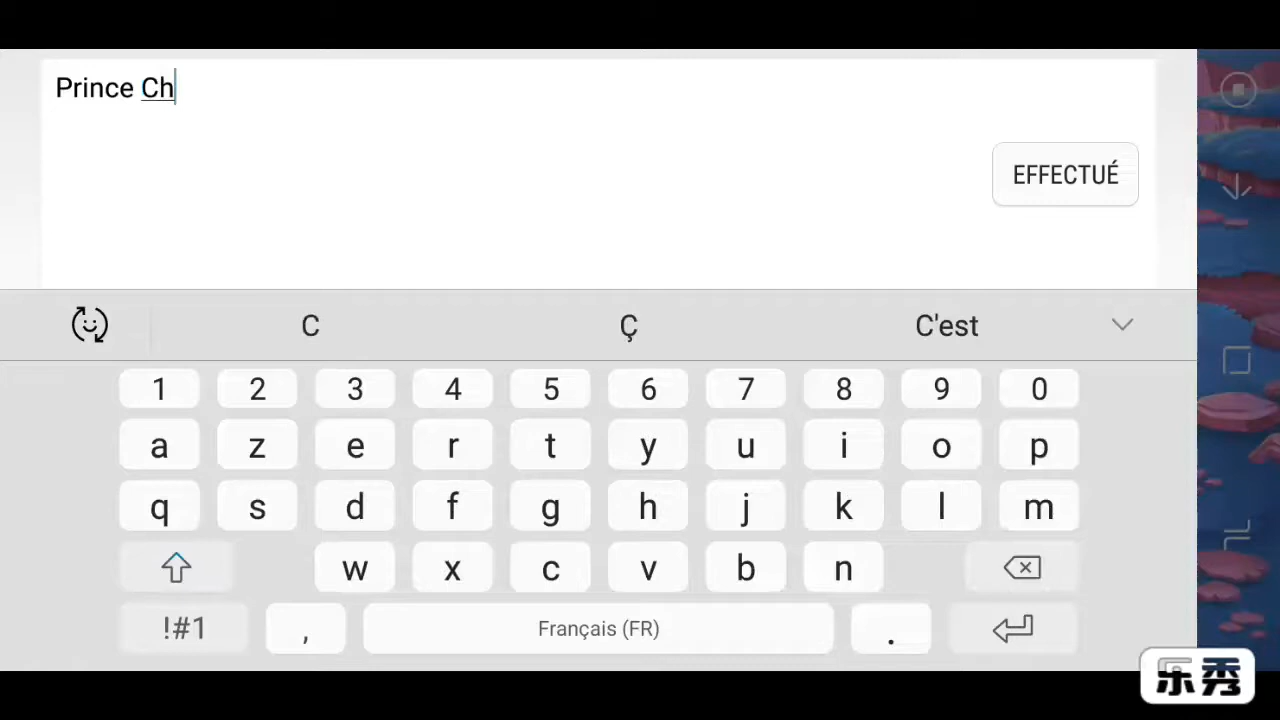 Prince Ch
EFFECTUÉ
C Ç C'est
1 2 3 4 5 6 7 8 9 0
a z e r t y u i o p
q s d f g h j k l m
w x c v b n
!#1 , Français (FR) .
乐秀